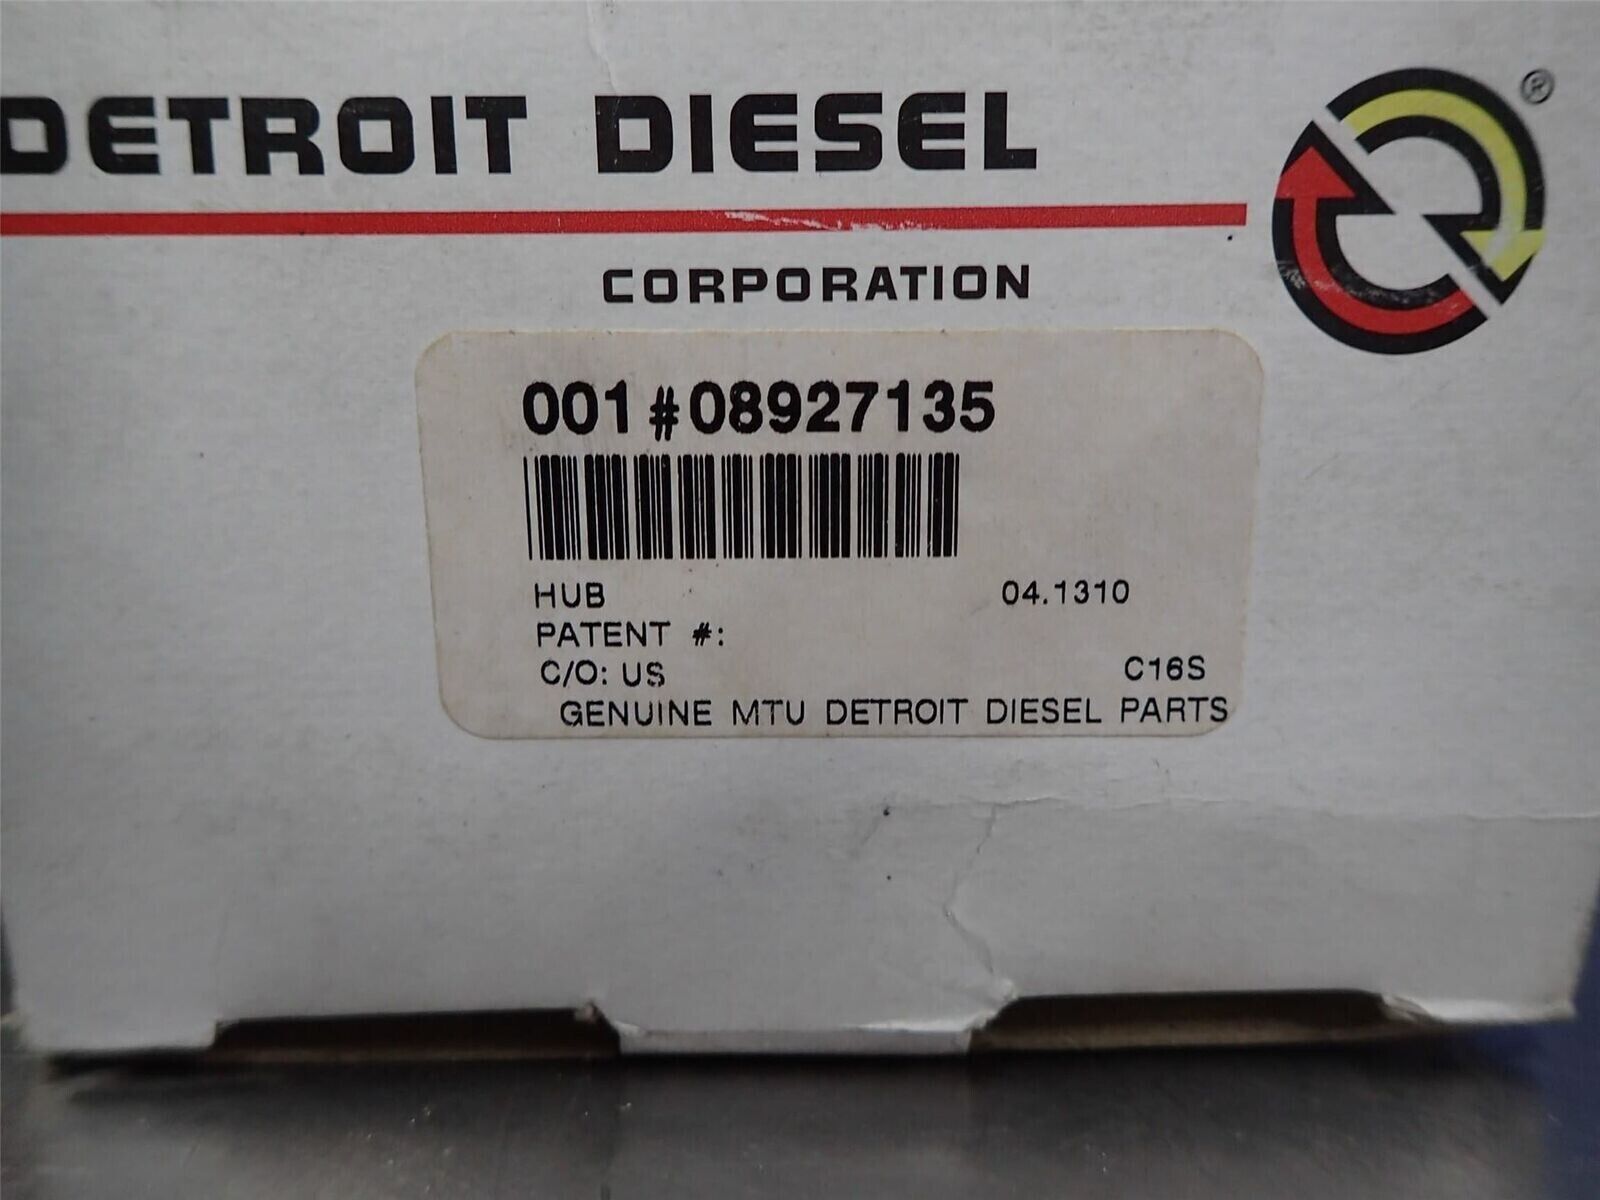 DETROIT DIESEL
®
CORPORATION
001#08927135
HUB 04.1310
PATENT #:
C/O: US C16S
GENUINE MTU DETROIT DIESEL PARTS